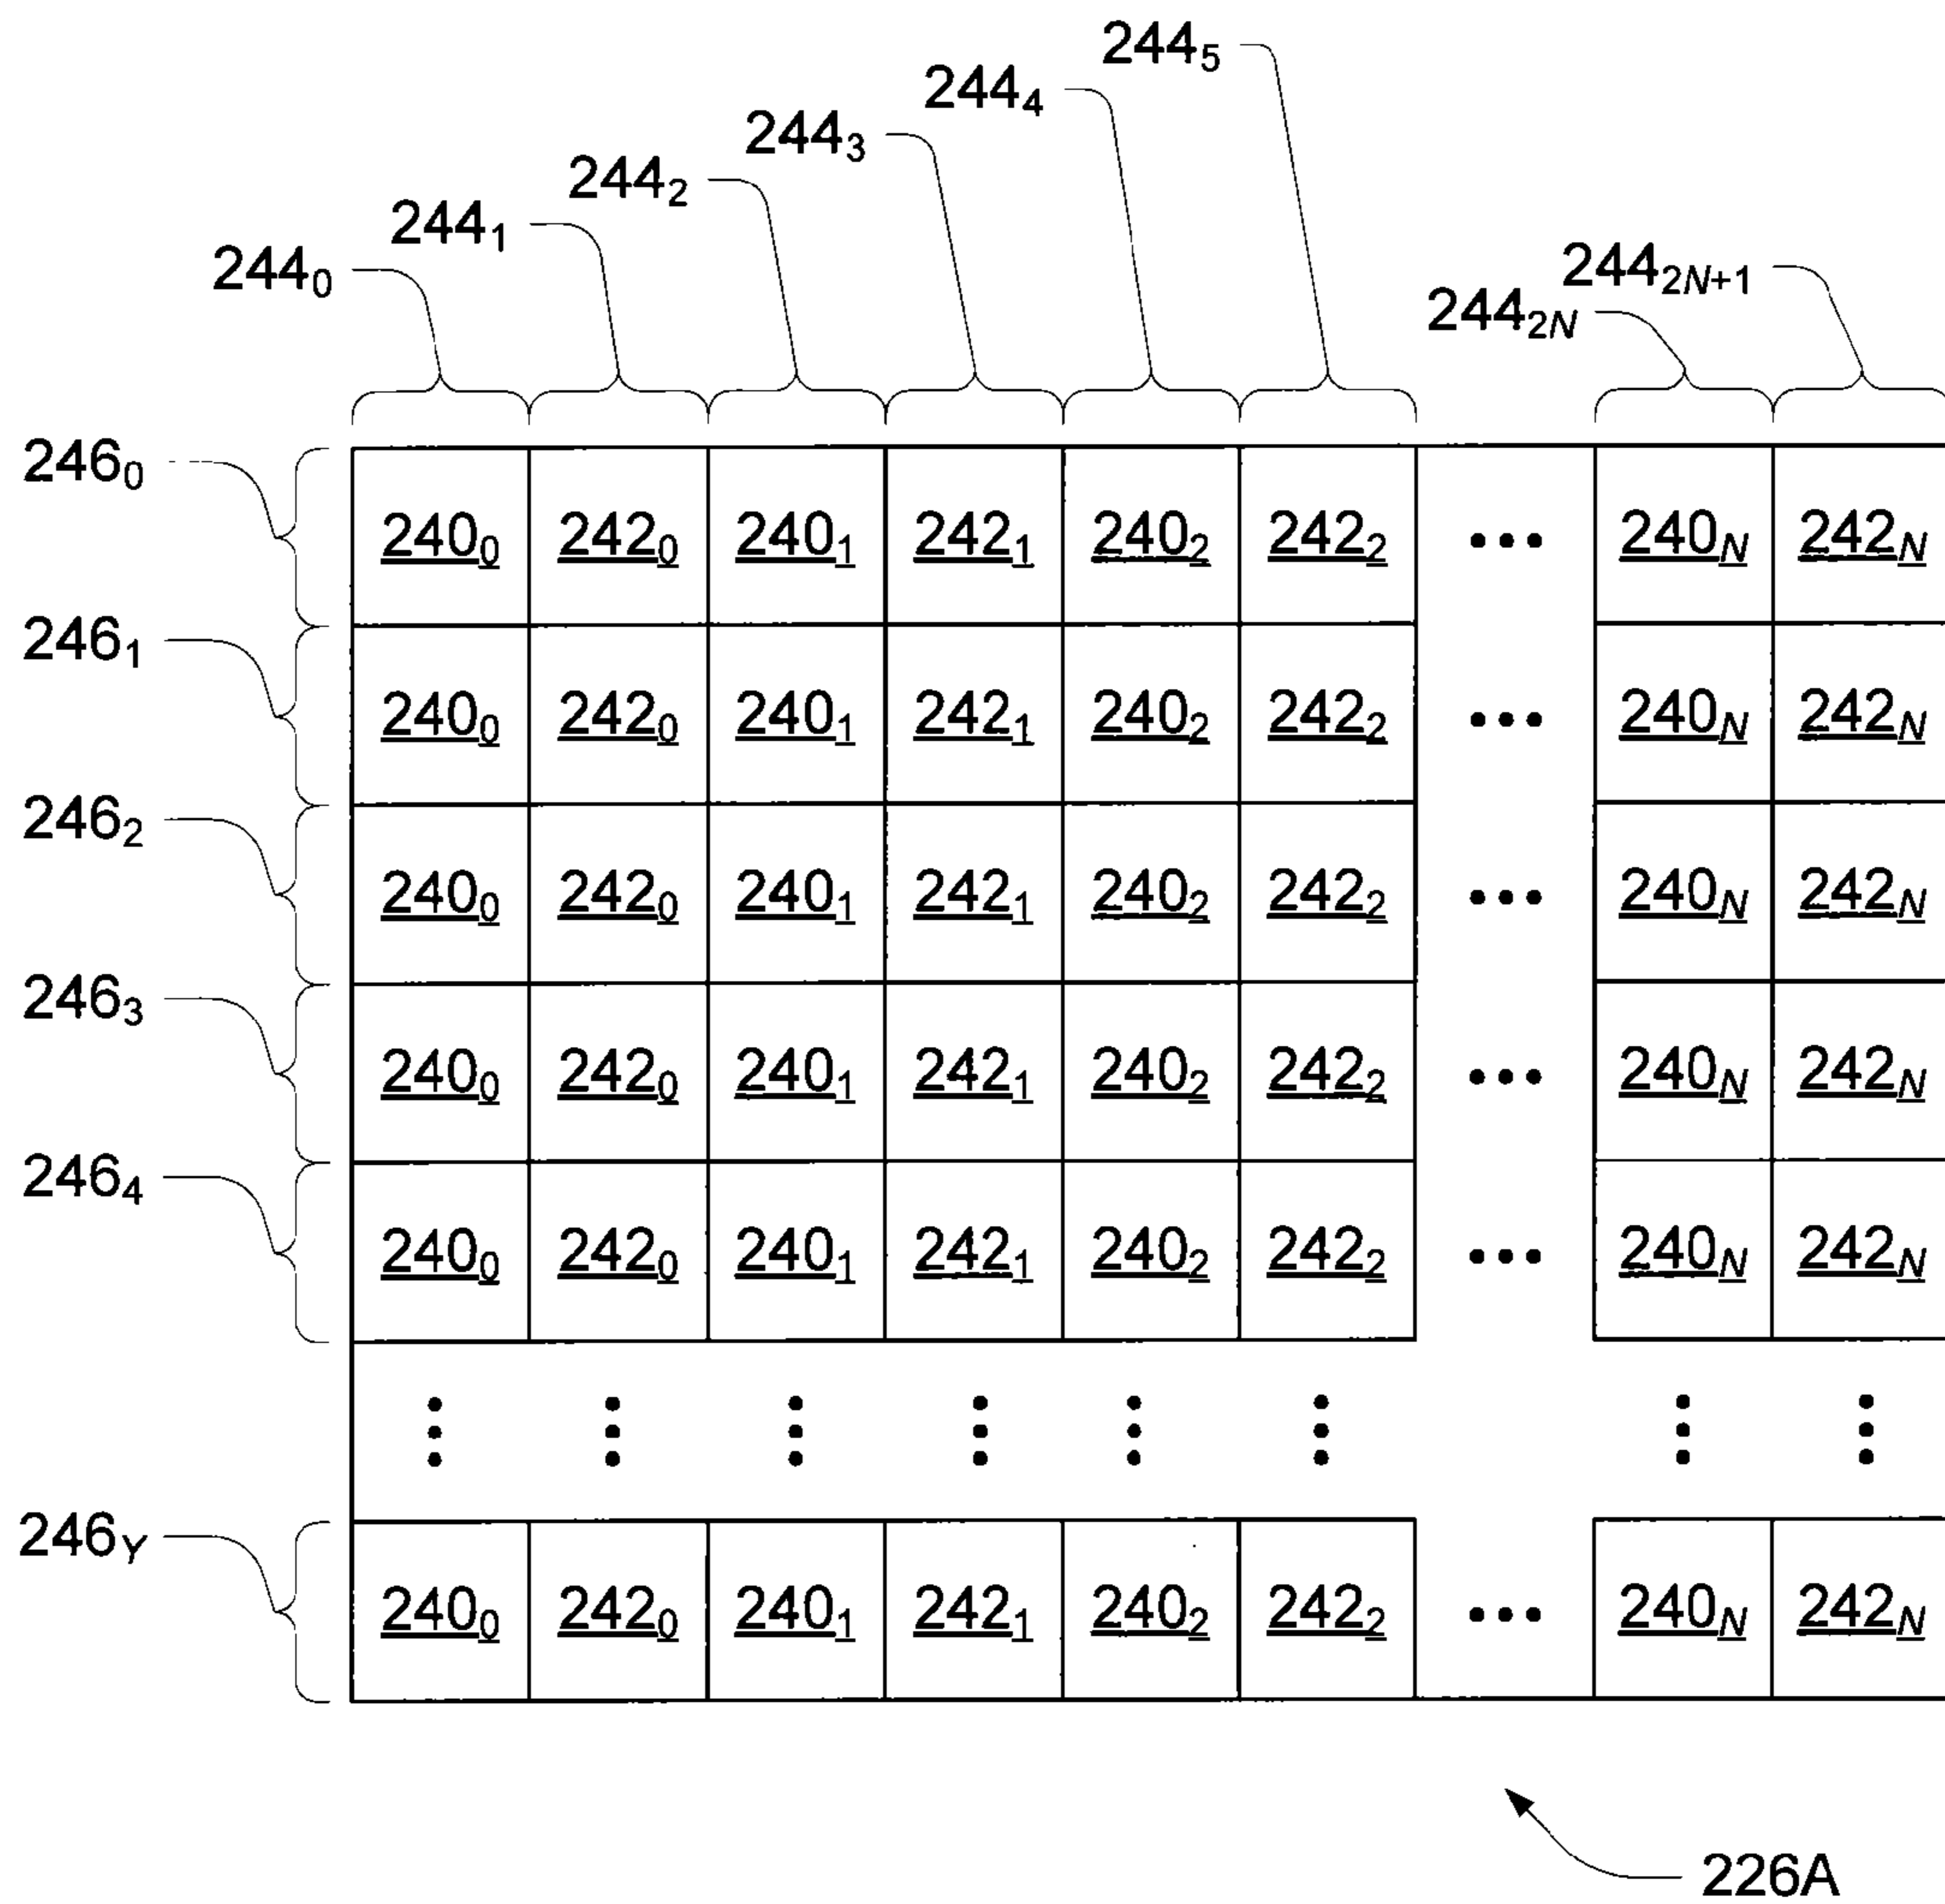 244₅
244₄
244₃
244₂
244₁
244₀
244₂N+1
244₂N
246₀ 240₀ 242₀ 240₁ 242₁ 240₂ 242₂ ••• 240N 242N
246₁ 240₀ 242₀ 240₁ 242₁ 240₂ 242₂ ••• 240N 242N
246₂ 240₀ 242₀ 240₁ 242₁ 240₂ 242₂ ••• 240N 242N
246₃ 240₀ 242₀ 240₁ 242₁ 240₂ 242₂ ••• 240N 242N
246₄ 240₀ 242₀ 240₁ 242₁ 240₂ 242₂ ••• 240N 242N
246Y 240₀ 242₀ 240₁ 242₁ 240₂ 242₂ ••• 240N 242N
226A